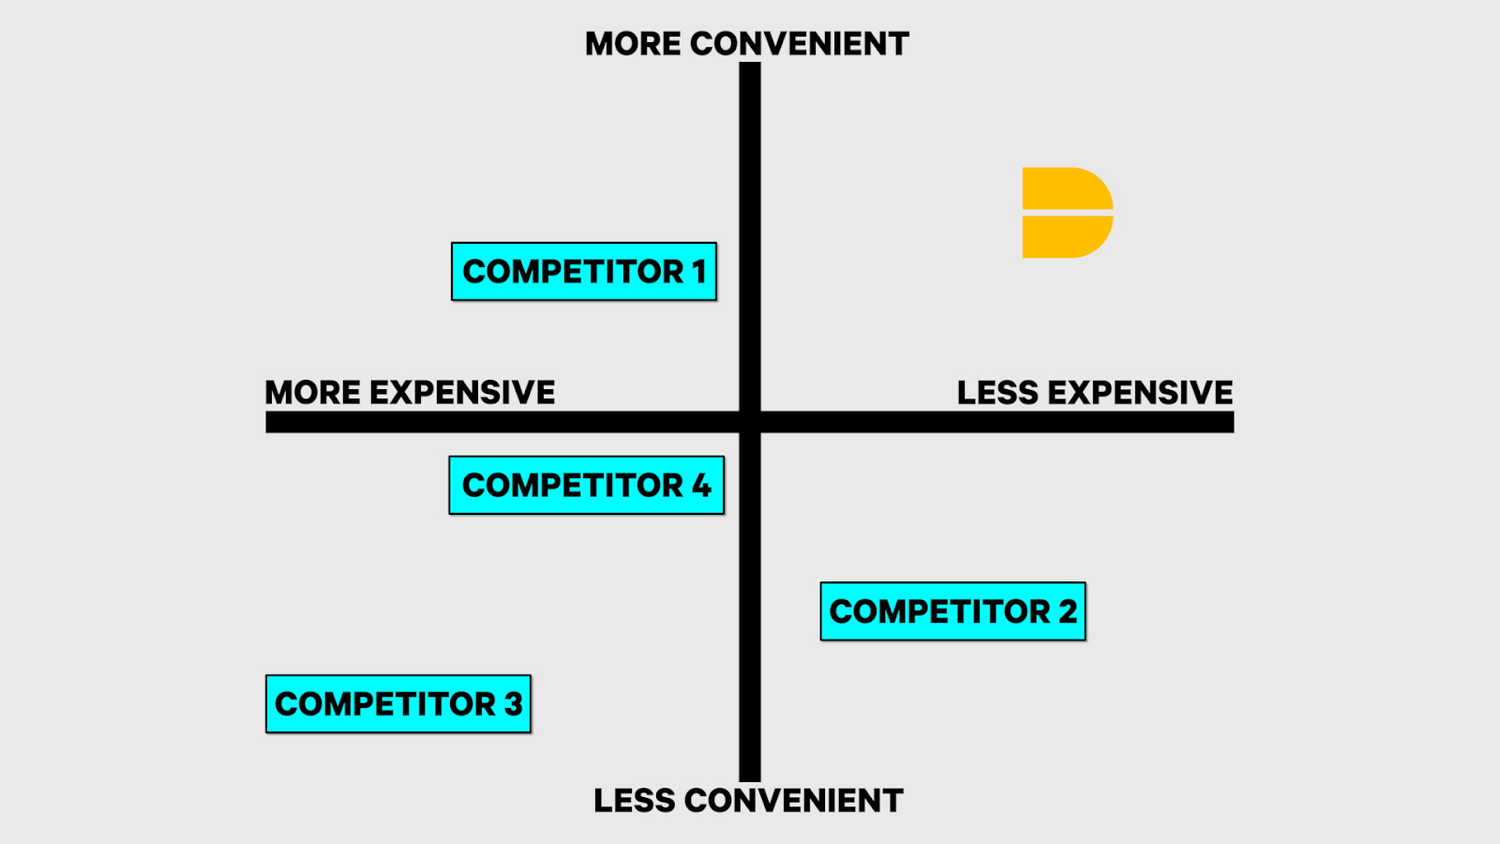 MORE CONVENIENT
COMPETITOR 1
MORE EXPENSIVE
LESS EXPENSIVE
COMPETITOR 4
COMPETITOR 2
COMPETITOR 3
LESS CONVENIENT